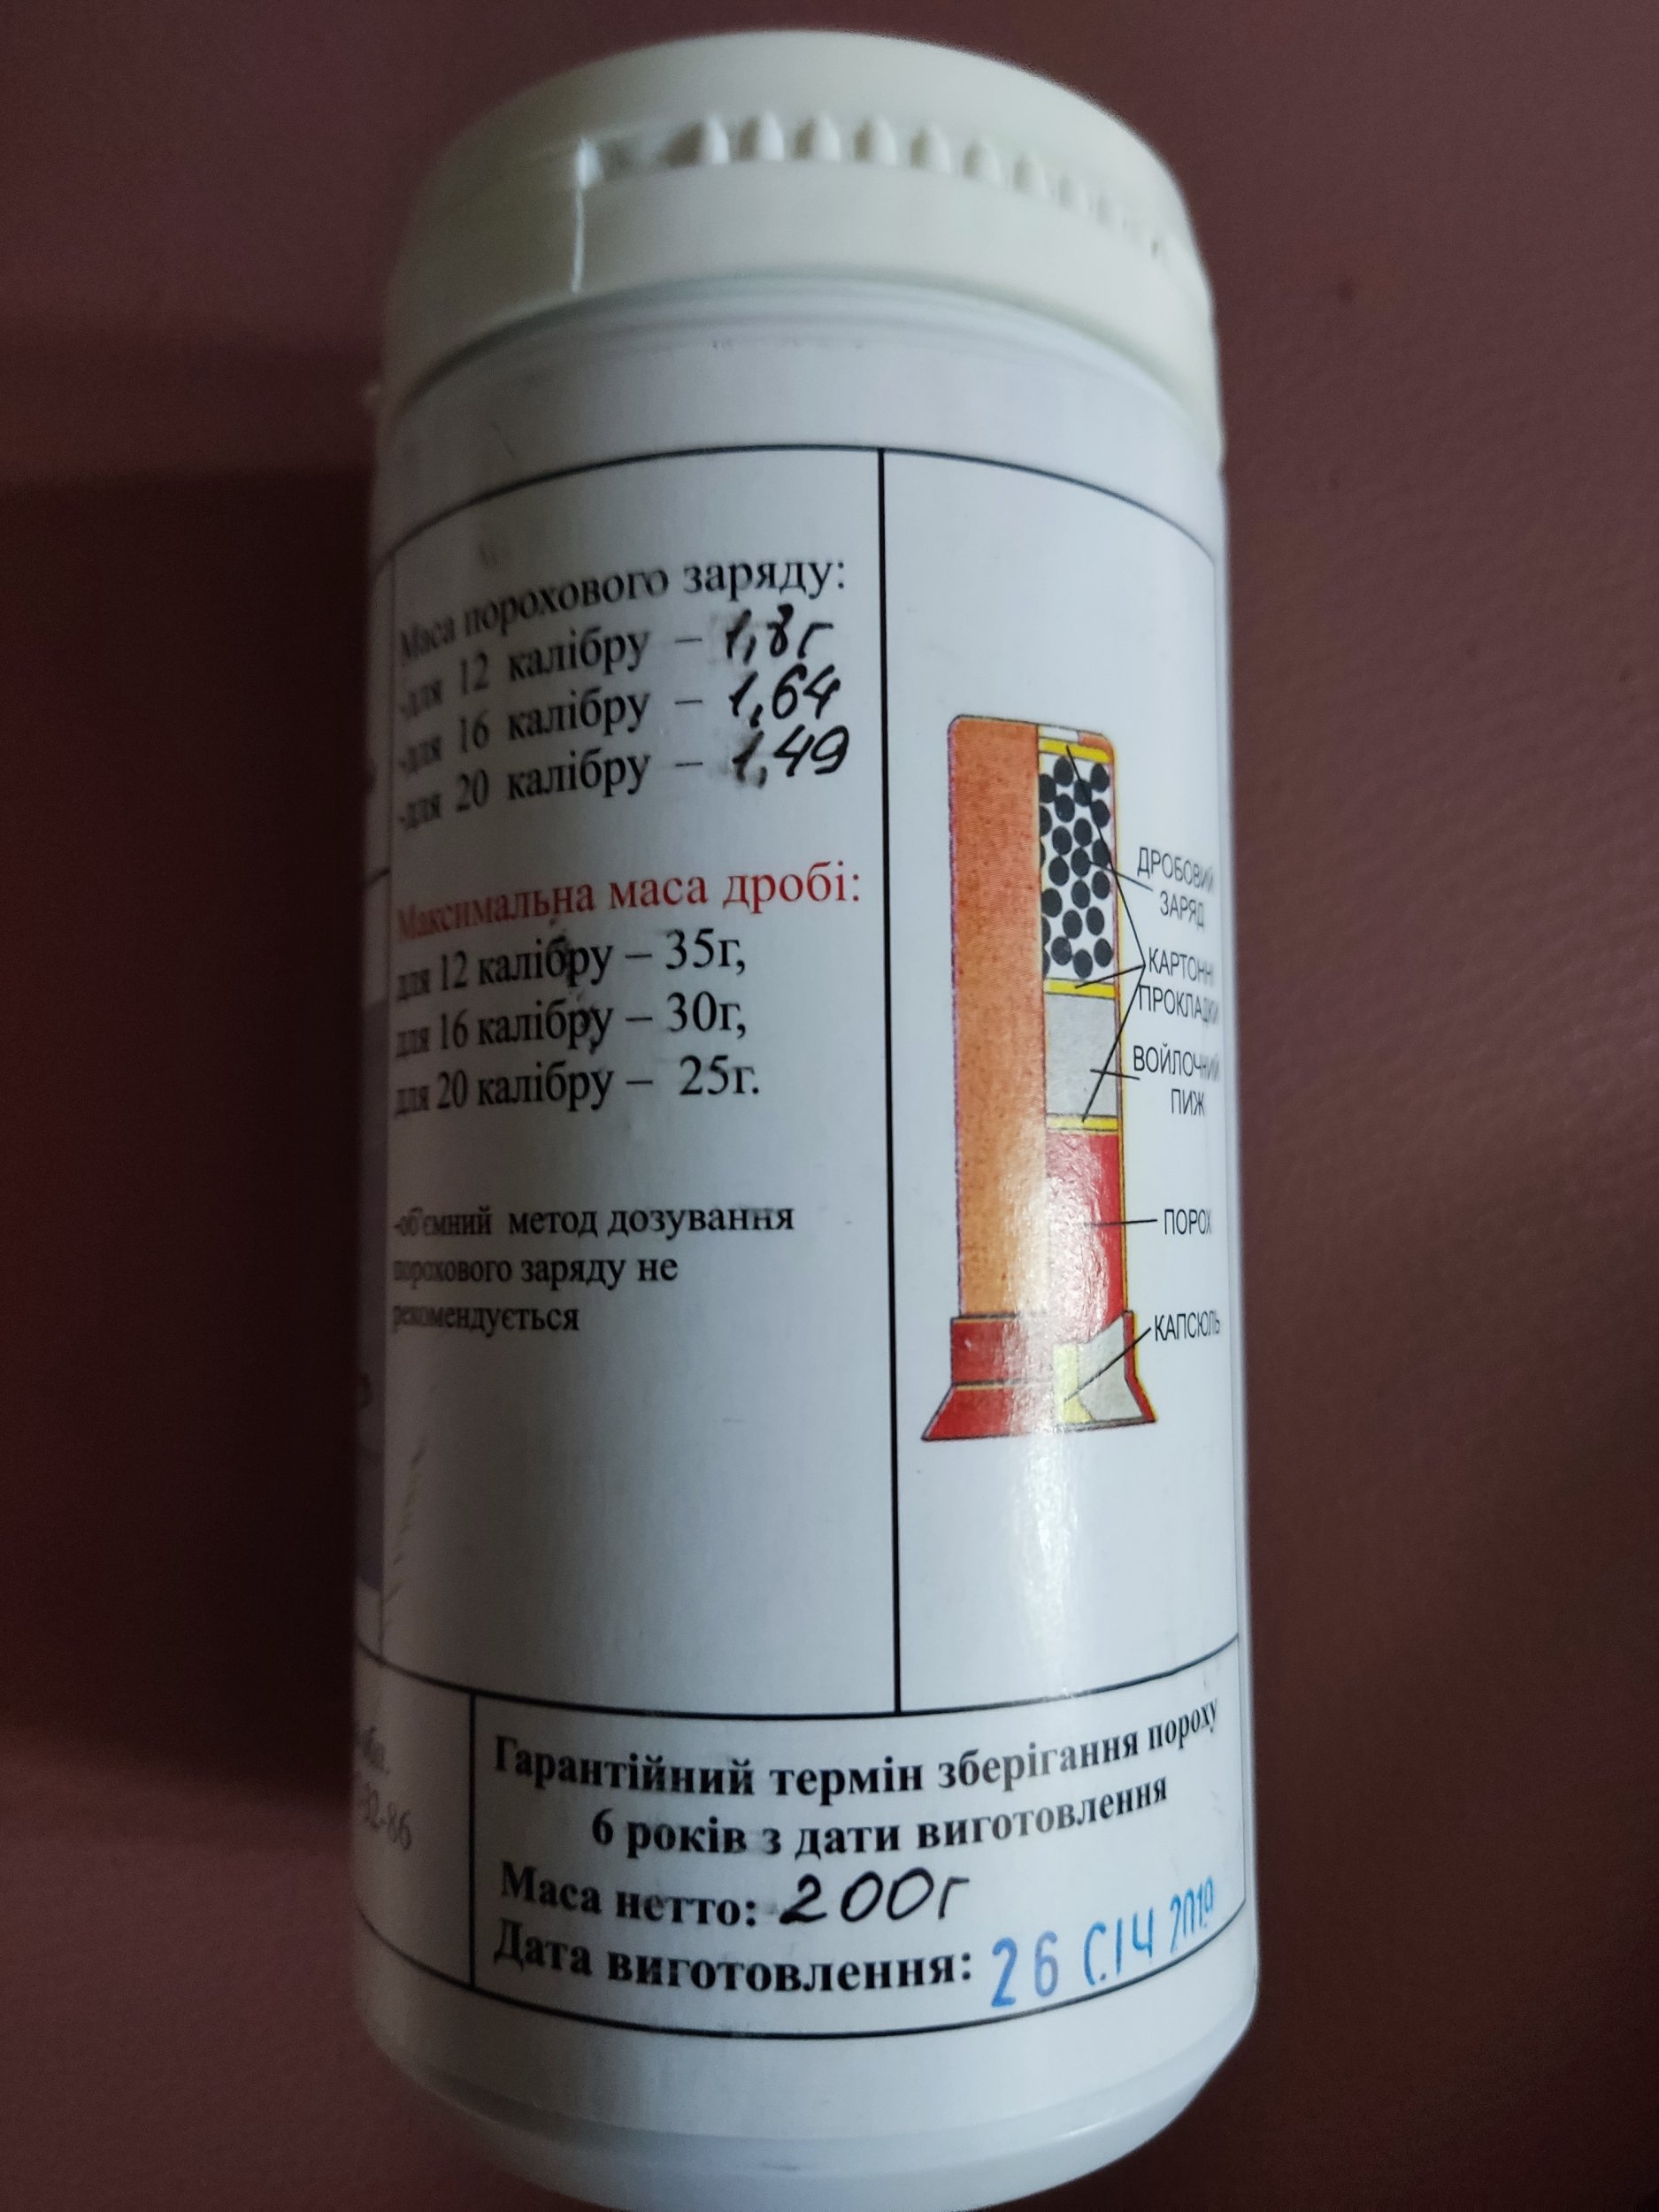 Маса порохового заряду:
-для 12 калібру – 1,8г
-для 16 калібру – 1,64
-для 20 калібру – 1,49
Максимальна маса дробі:
для 12 калібру – 35г,
для 16 калібру – 30г,
для 20 калібру – 25г.
-об'ємний метод дозування
порохового заряду не
рекомендується
ДРОБОВИЙ
ЗАРЯД
КАРТОННІ
ПРОКЛАДКИ
ВОЙЛОЧНИЙ
ПИЖ
ПОРОХ
КАПСЮЛЬ
32-86
Гарантійний термін зберігання пороху
6 років з дати виготовлення
Маса нетто: 200г
Дата виготовлення: 26 СІЧ 2019